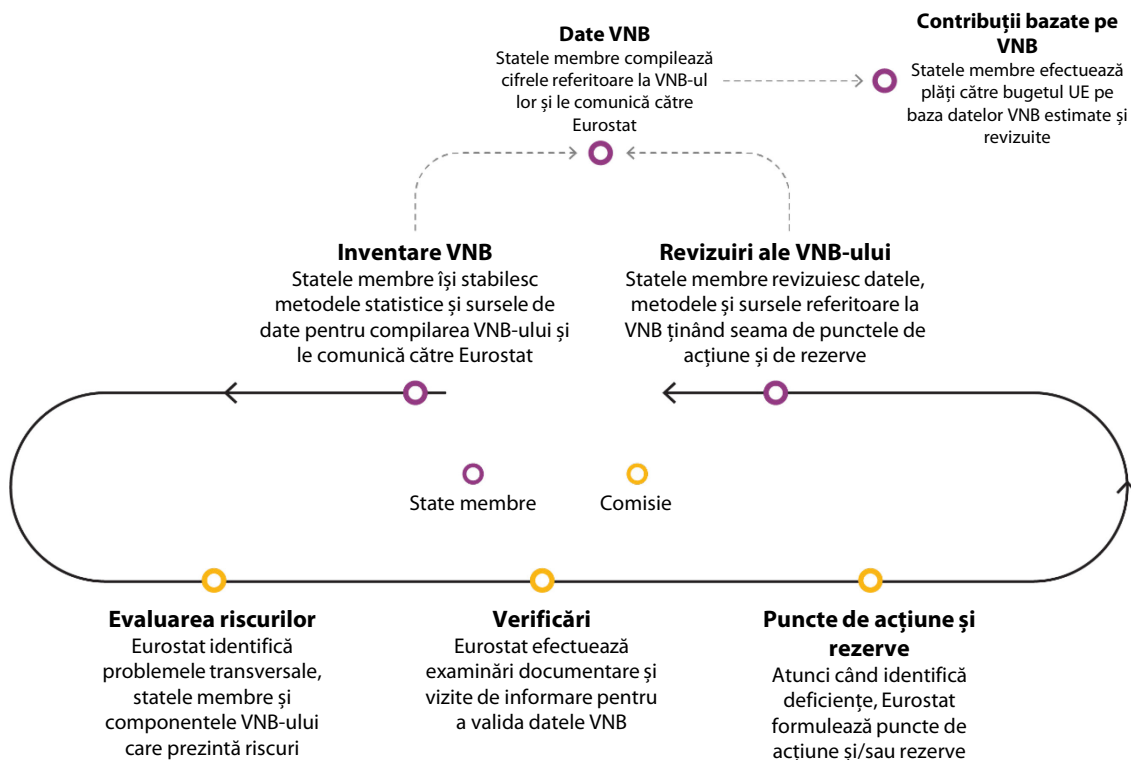 Date VNB
Statele membre compilează
cifrele referitoare la VNB-ul
lor și le comunică către
Eurostat
Contribuții bazate pe
VNB
Statele membre efectuează
plăți către bugetul UE pe
baza datelor VNB estimate și
revizuite
Inventare VNB
Statele membre își stabilesc
metodele statistice și sursele de
date pentru compilarea VNB-ului și
le comunică către Eurostat
Revizuiri ale VNB-ului
Statele membre revizuiesc datele,
metodele și sursele referitoare la
VNB ținând seama de punctele de
acțiune și de rezerve
State membre
Comisie
Evaluarea riscurilor
Eurostat identifică
problemele transversale,
statele membre și
componentele VNB-ului
care prezintă riscuri
Verificări
Eurostat efectuează
examinări documentare și
vizite de informare pentru
a valida datele VNB
Puncte de acțiune și
rezerve
Atunci când identifică
deficiențe, Eurostat
formulează puncte de
acțiune și/sau rezerve